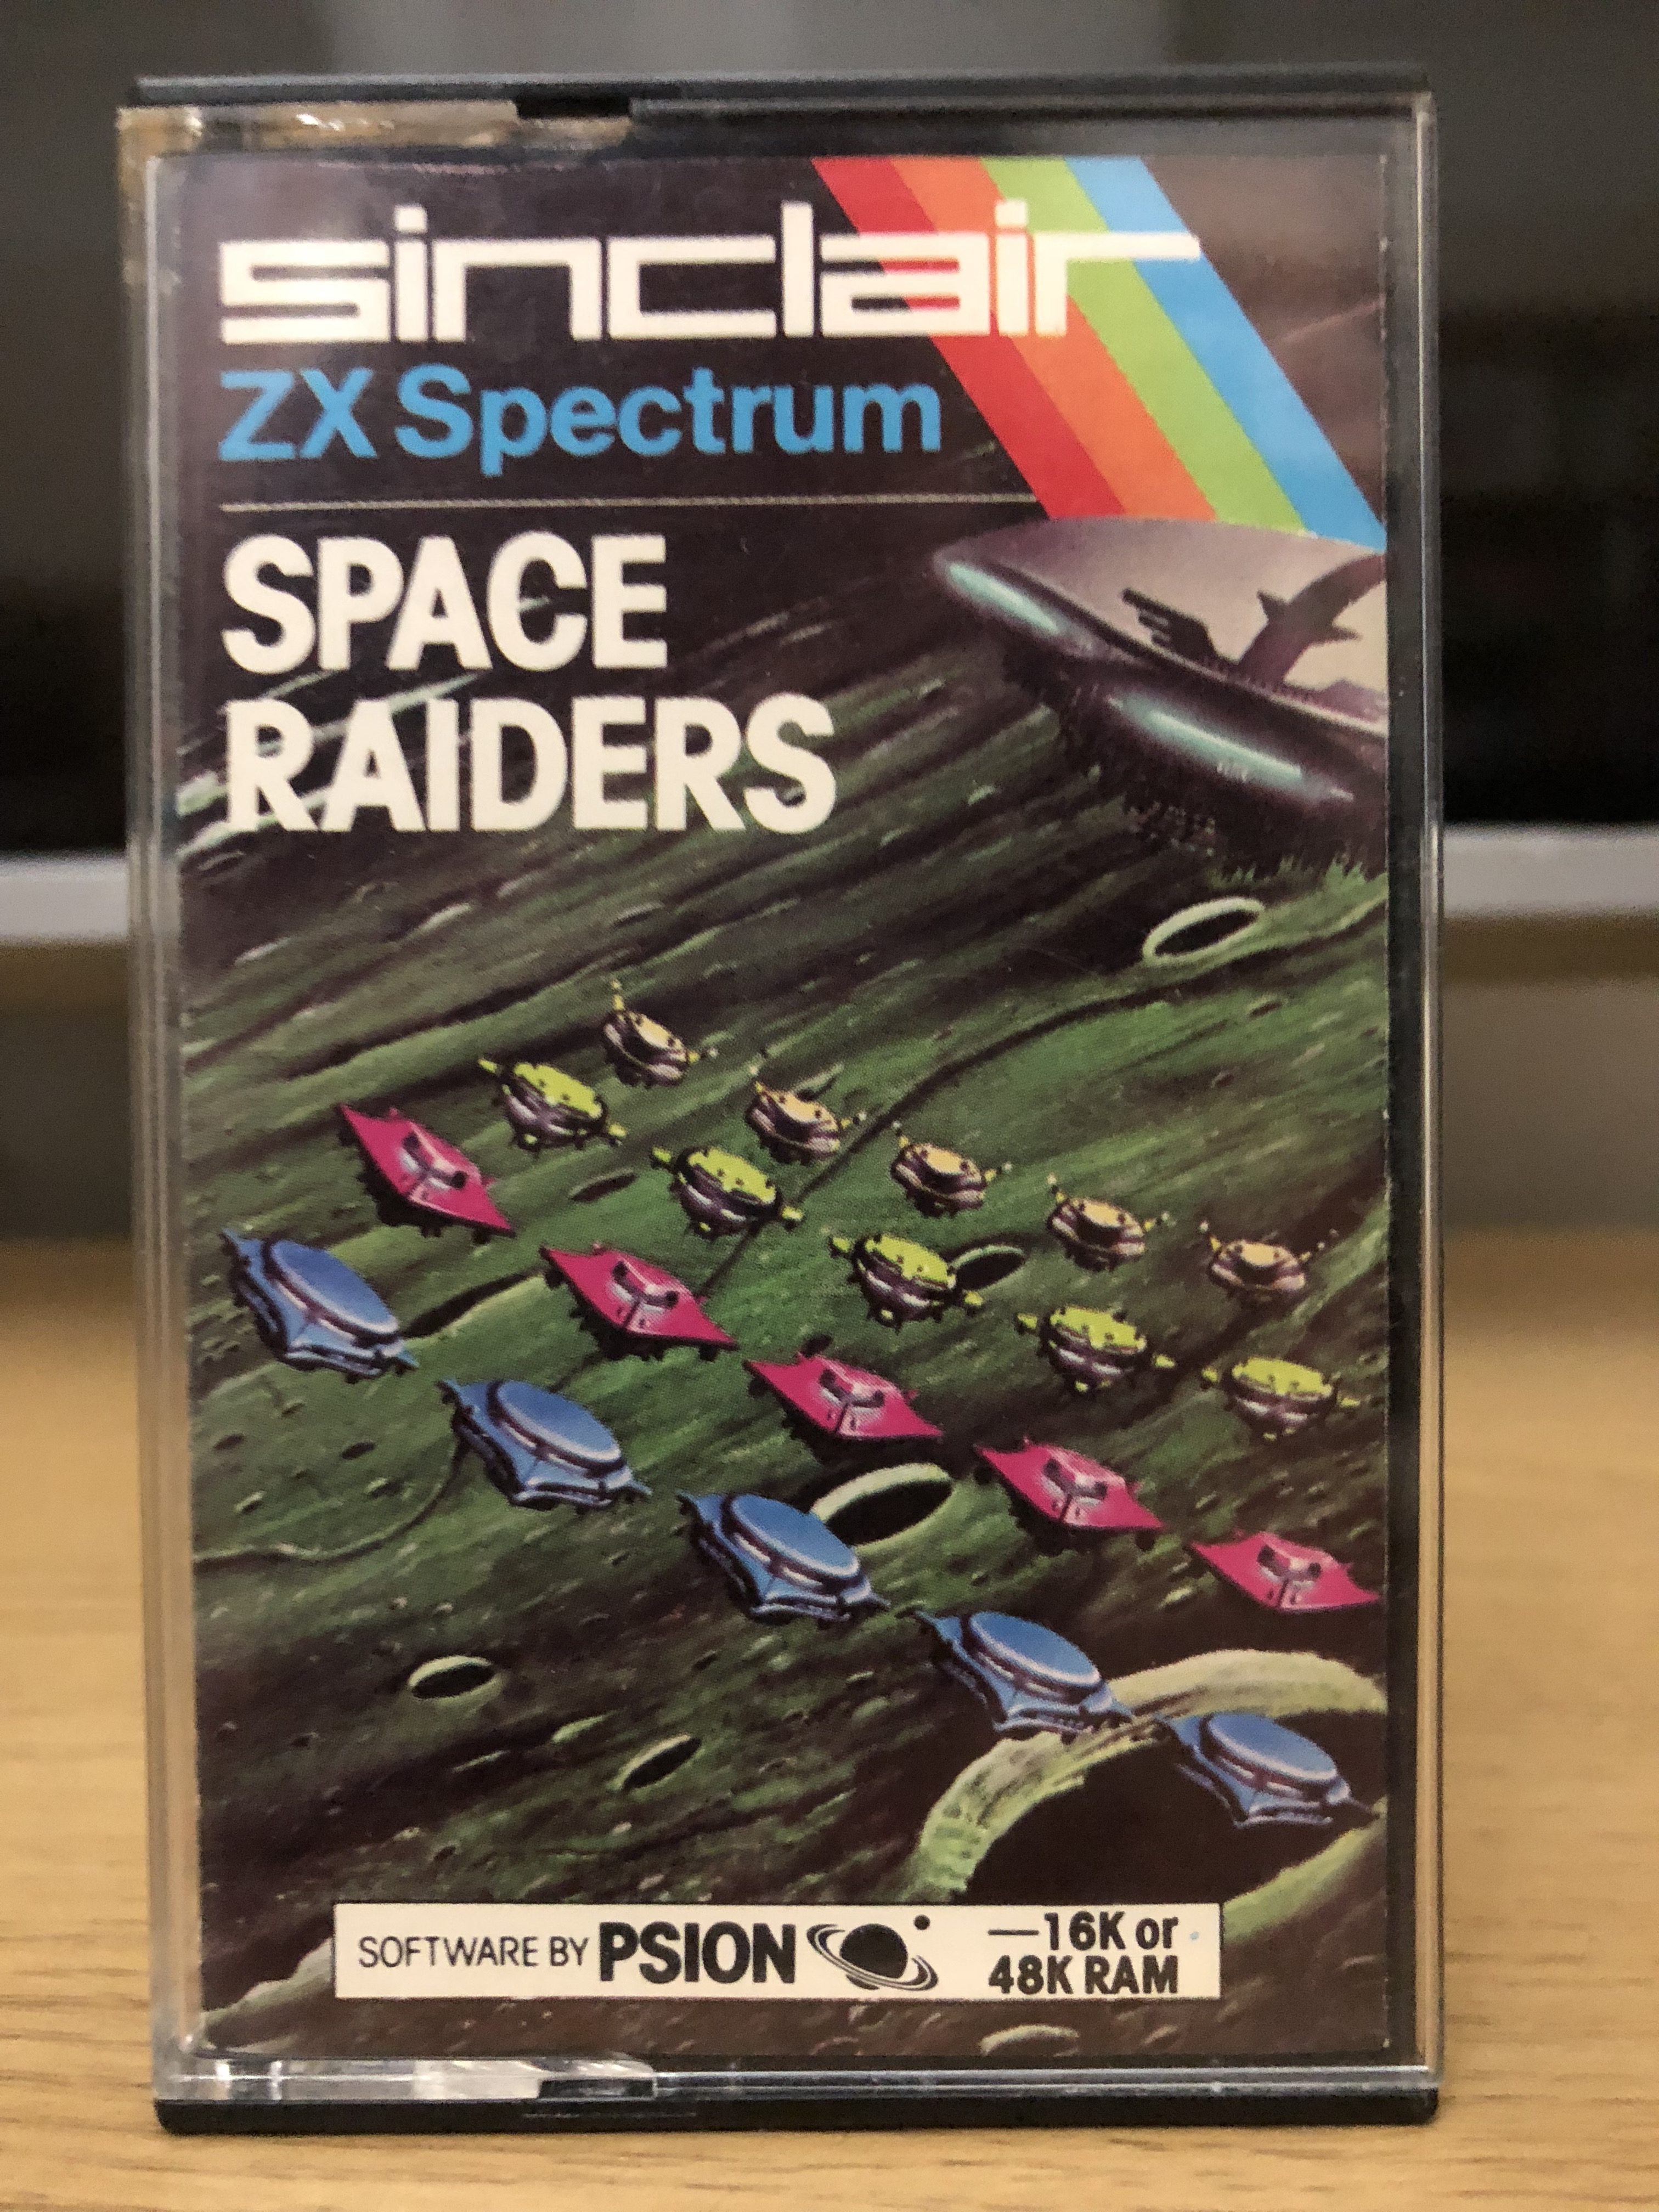 sinclair
ZX Spectrum
SPACE
RAIDERS
SOFTWARE BY PSION
—16K or
48K RAM